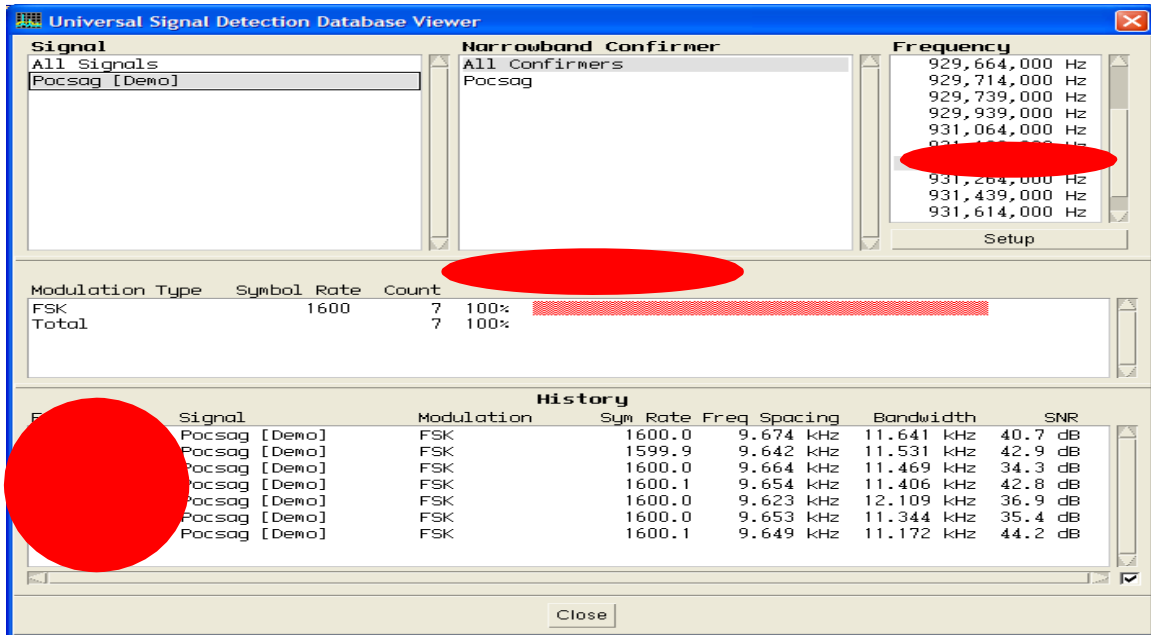 Universal Signal Detection Database Viewer
Signal
All Signals
Pocsag [Demo]
Narrowband Confirmer
All Confirmers
Pocsag
Frequency
929,664,000 Hz
929,714,000 Hz
929,739,000 Hz
929,939,000 Hz
931,064,000 Hz
931,264,000 Hz
931,439,000 Hz
931,614,000 Hz
Setup
Modulation Type Symbol Rate Count
FSK 1600 7 100%
Total 7 100%
History
Signal Modulation Sym Rate Freq Spacing Bandwidth SNR
Pocsag [Demo] FSK 1600.0 9.674 kHz 11.641 kHz 40.7 dB
Pocsag [Demo] FSK 1599.9 9.642 kHz 11.531 kHz 42.9 dB
Pocsag [Demo] FSK 1600.0 9.664 kHz 11.469 kHz 34.3 dB
Pocsag [Demo] FSK 1600.1 9.654 kHz 11.406 kHz 42.8 dB
Pocsag [Demo] FSK 1600.0 9.623 kHz 12.109 kHz 36.9 dB
Pocsag [Demo] FSK 1600.0 9.653 kHz 11.344 kHz 35.4 dB
Pocsag [Demo] FSK 1600.1 9.649 kHz 11.172 kHz 44.2 dB
Close